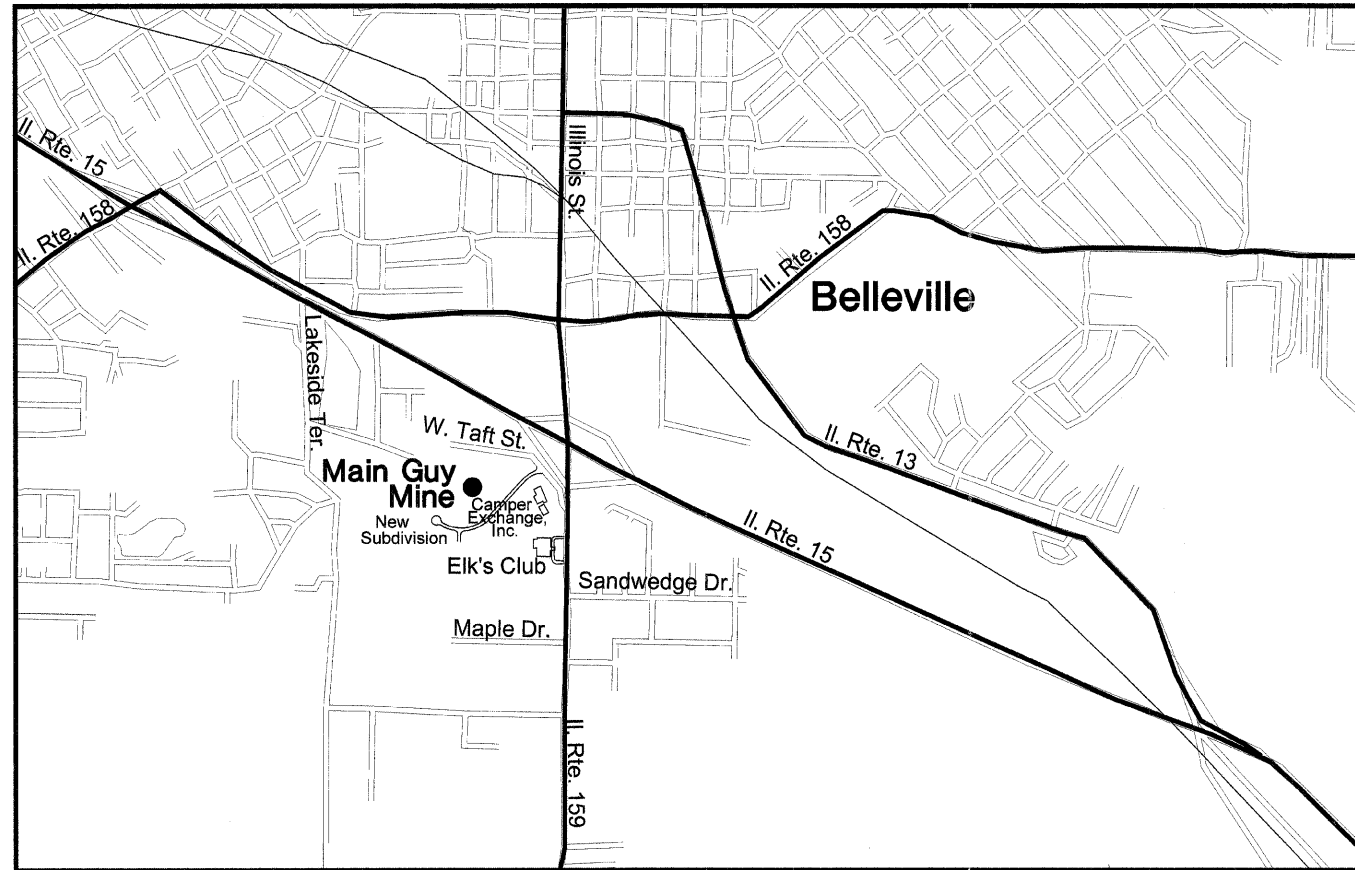 Il. Rte. 15
Illinois St.
Il. Rte. 158
Il. Rte. 158
Belleville
Lakeside Ter.
W. Taft St.
Il. Rte. 13
Main Guy
Mine
Camper
Exchange,
Inc.
New
Subdivision
Il. Rte. 15
Elk's Club
Sandwedge Dr.
Maple Dr.
Il. Rte. 159